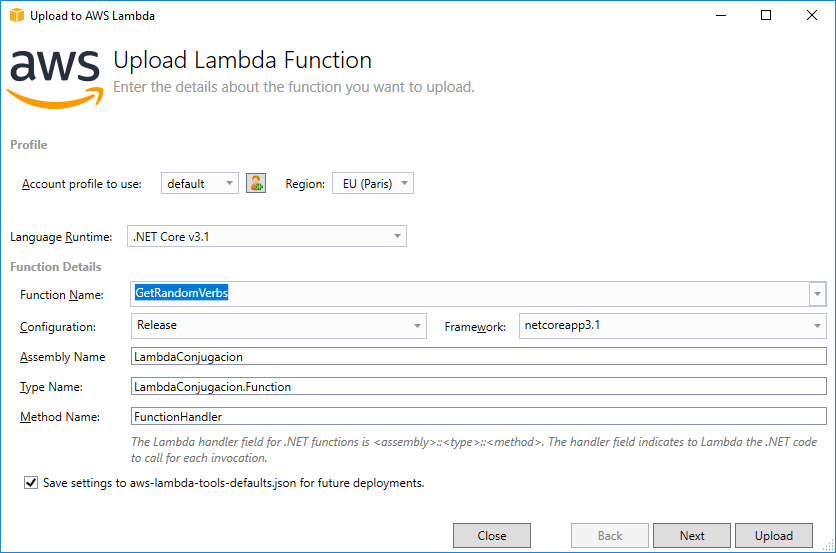 Upload to AWS Lambda
aws
Upload Lambda Function
Enter the details about the function you want to upload.
Profile
Account profile to use: default Region: EU (Paris)
Language Runtime: .NET Core v3.1
Function Details
Function Name: GetRandomVerbs
Configuration: Release Framework: netcoreapp3.1
Assembly Name LambdaConjugacion
Type Name: LambdaConjugacion.Function
Method Name: FunctionHandler
The Lambda handler field for .NET functions is <assembly>::<type>::<method>. The handler field indicates to Lambda the .NET code
to call for each invocation.
Save settings to aws-lambda-tools-defaults.json for future deployments.
Close Back Next Upload